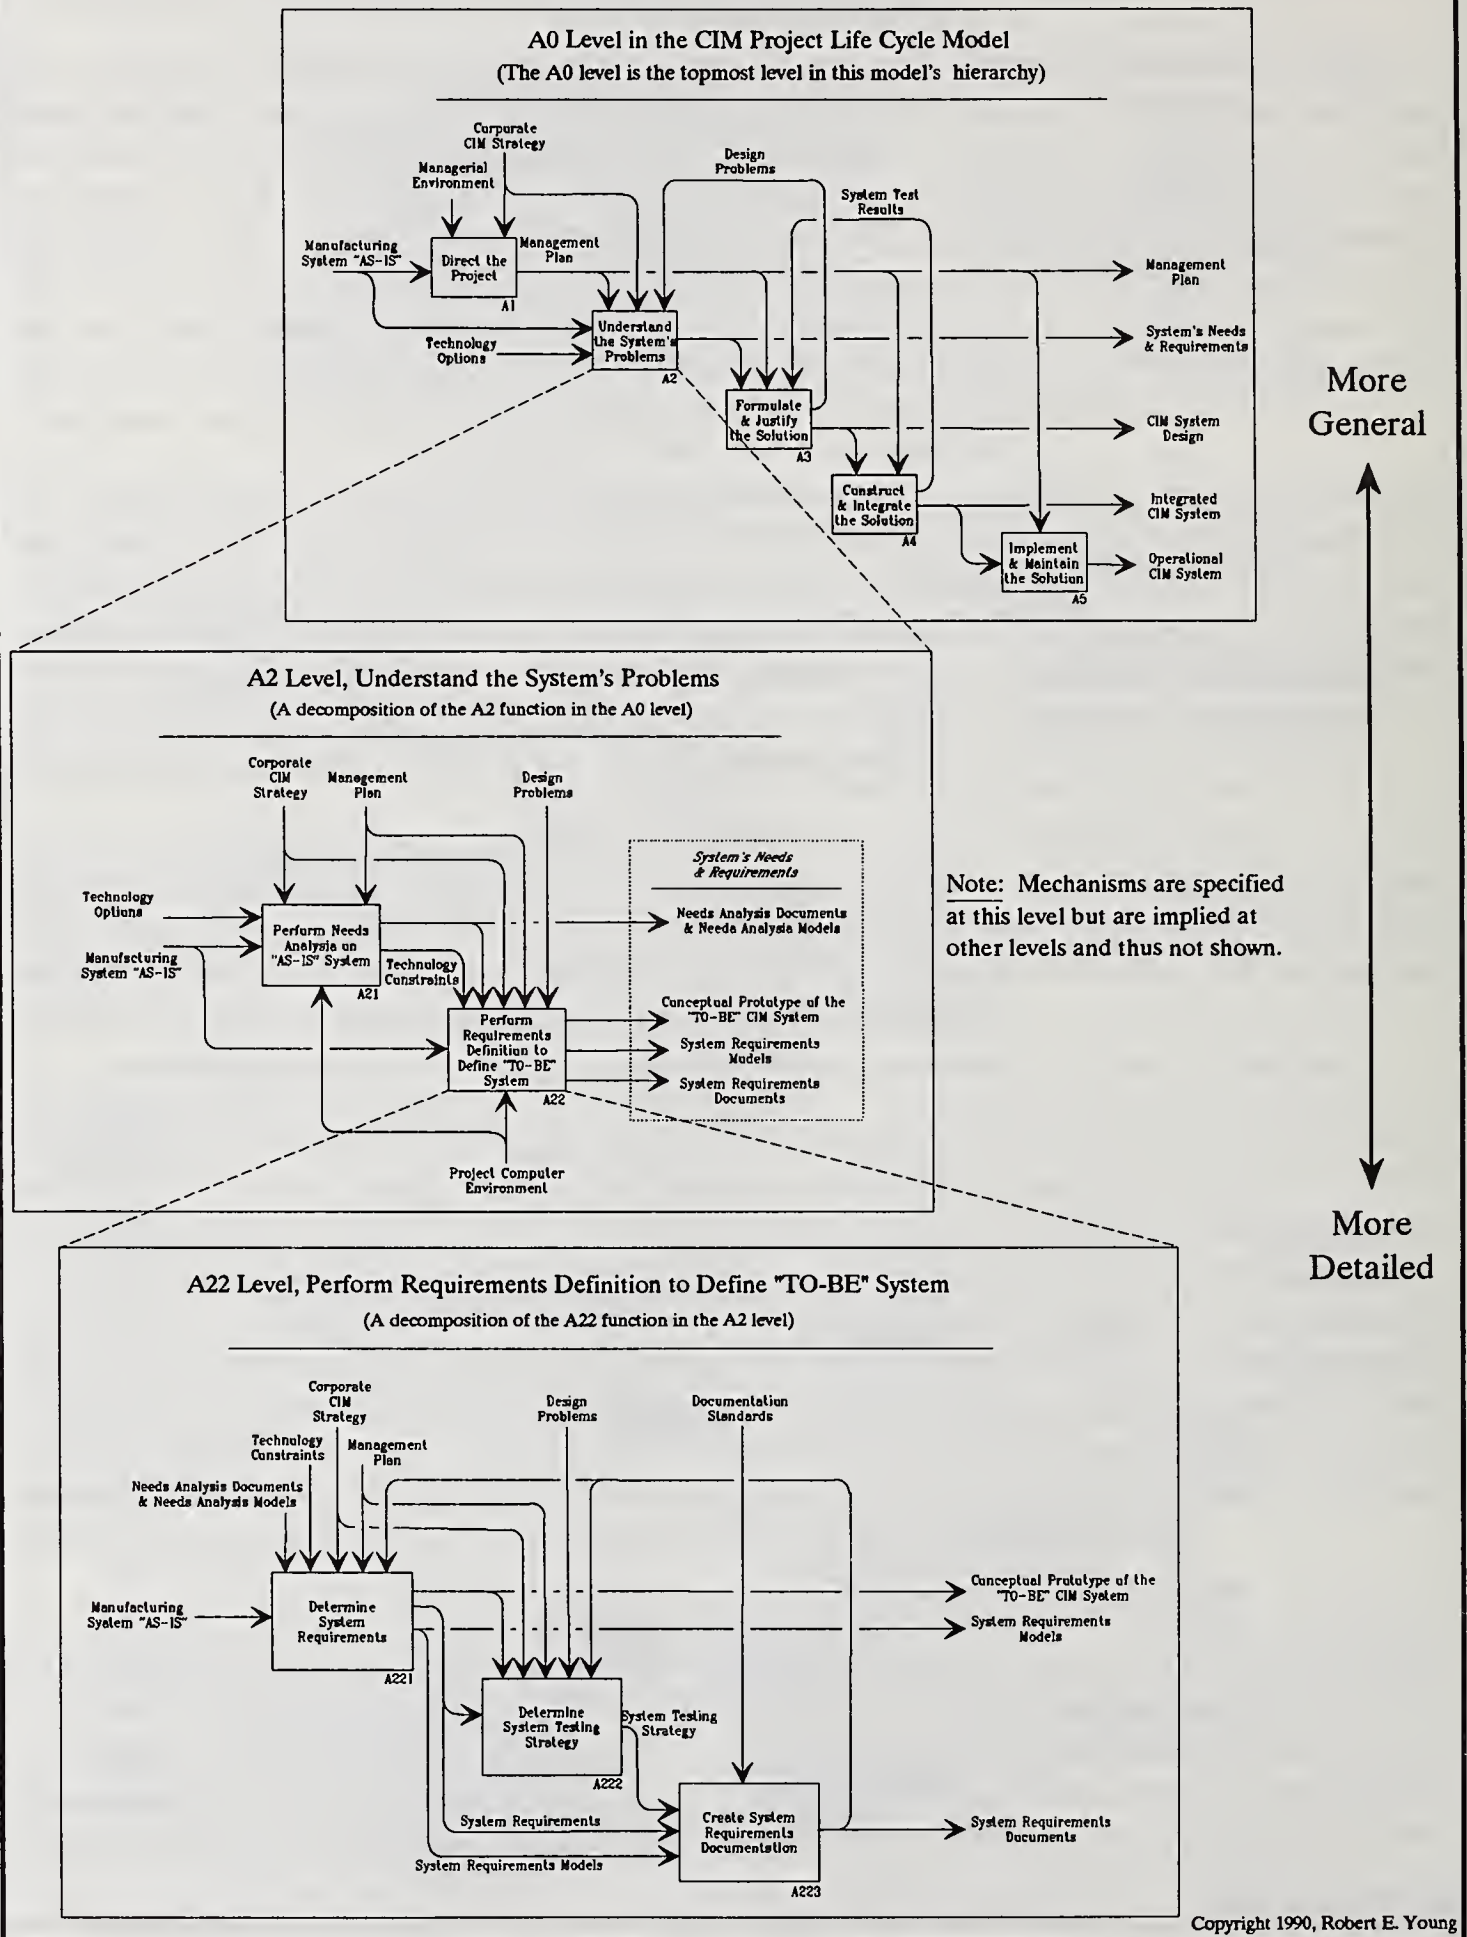 A0 Level in the CIM Project Life Cycle Model
(The A0 level is the topmost level in this model's hierarchy)
Corporate
CIM Strategy
Managerial
Environment
Design
Problems
System Test
Results
Manufacturing
System "AS-IS"
Management
Plan
Direct the
Project
A1
Management
Plan
Technology
Options
Understand
the System's
Problems
A2
System's Needs
& Requirements
Formulate
& Justify
the Solution
A3
CIM System
Design
Construct
& Integrate
the Solution
A4
Integrated
CIM System
Implement
& Maintain
the Solution
A5
Operational
CIM System
More
General
A2 Level, Understand the System's Problems
(A decomposition of the A2 function in the A0 level)
Corporate
CIM
Strategy
Management
Plan
Design
Problems
System's Needs
& Requirements
Technology
Options
Manufacturing
System "AS-IS"
Perform Needs
Analysis on
"AS-IS" System
A21
Technology
Constraints
Needs Analysis Documents
& Needa Analysia Models
Perform
Requirements
Definition to
Define "TO-BE"
System
A22
Conceptual Prototype of the
"TO-BE" CIM System
System Requirements
Models
System Requirements
Documents
Project Computer
Environment
Note: Mechanisms are specified
at this level but are implied at
other levels and thus not shown.
More
Detailed
A22 Level, Perform Requirements Definition to Define "TO-BE" System
(A decomposition of the A22 function in the A2 level)
Corporate
CIM
Strategy
Design
Problems
Documentation
Standards
Technology
Constraints
Management
Plan
Needs Analysis Documents
& Needs Analysis Models
Manufacturing
System "AS-IS"
Determine
System
Requirements
A221
Conceptual Prototype of the
"TO-BE" CIM System
System Requirements
Models
Determine
System Testing
Strategy
A222
System Testing
Strategy
System Requirements
System Requirements Models
Create System
Requirements
Documentation
A223
System Requirements
Documents
Copyright 1990, Robert E. Young